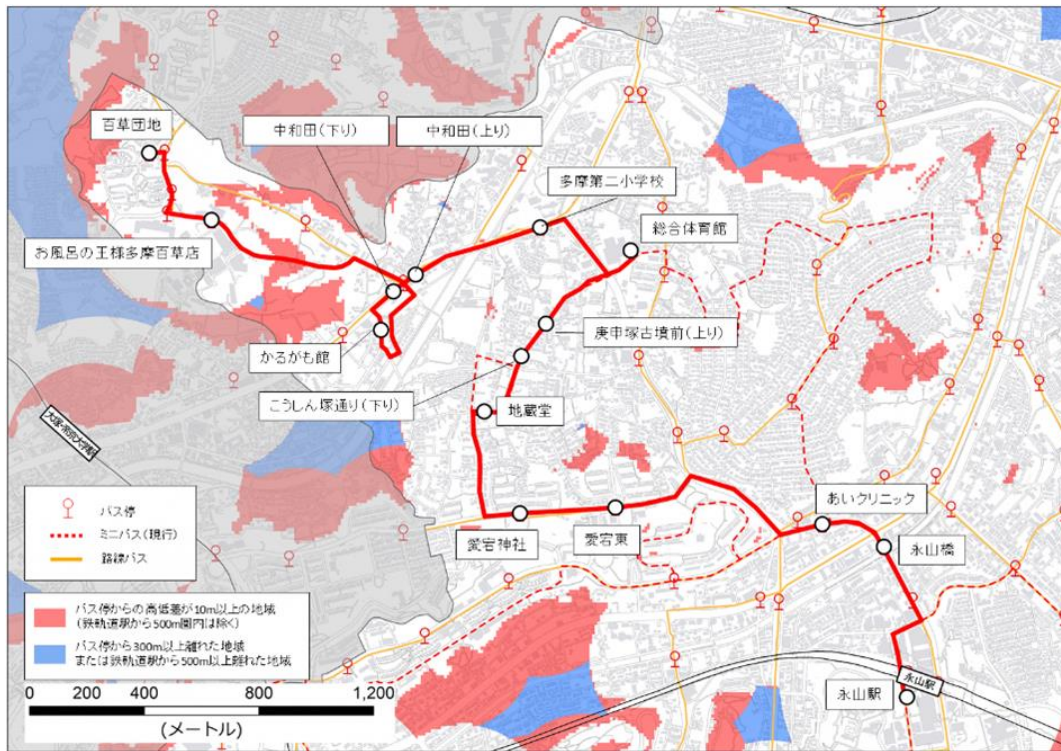 百草団地
中和田(下り)
中和田(上り)
多摩第二小学校
総合体育館
お風呂の王様多摩百草店
庚申塚古墳前(上り)
かるがも館
こうしん塚通り(下り)
地蔵堂
大塚・帝京大学駅
あいクリニック
愛宕神社
愛宕東
永山橋
バス停
ミニバス(現行)
路線バス
バス停からの高低差が10m以上の地域
(鉄軌道駅から500m圏内は除く)
バス停から300m以上離れた地域
または鉄軌道駅から500m以上離れた地域
0 200 400 800 1,200
(メートル)
永山駅
永山駅